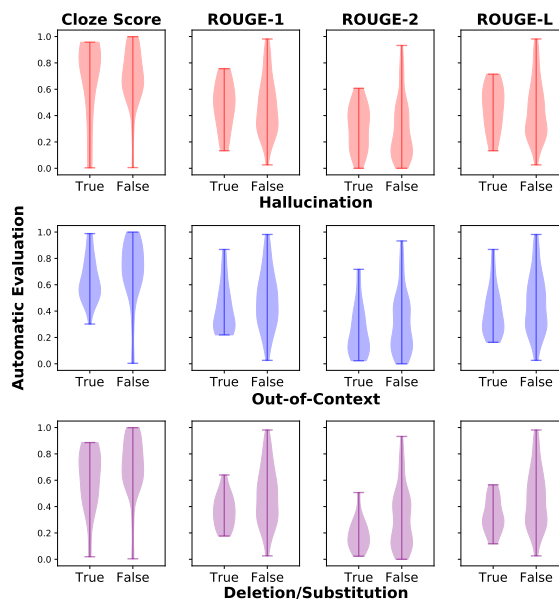 Cloze Score ROUGE-1 ROUGE-2 ROUGE-L
1.0
0.8
0.6
0.4
0.2
0.0
True False True False True False True False
Hallucination
Automatic Evaluation
1.0
0.8
0.6
0.4
0.2
0.0
True False True False True False True False
Out-of-Context
1.0
0.8
0.6
0.4
0.2
0.0
True False True False True False True False
Deletion/Substitution